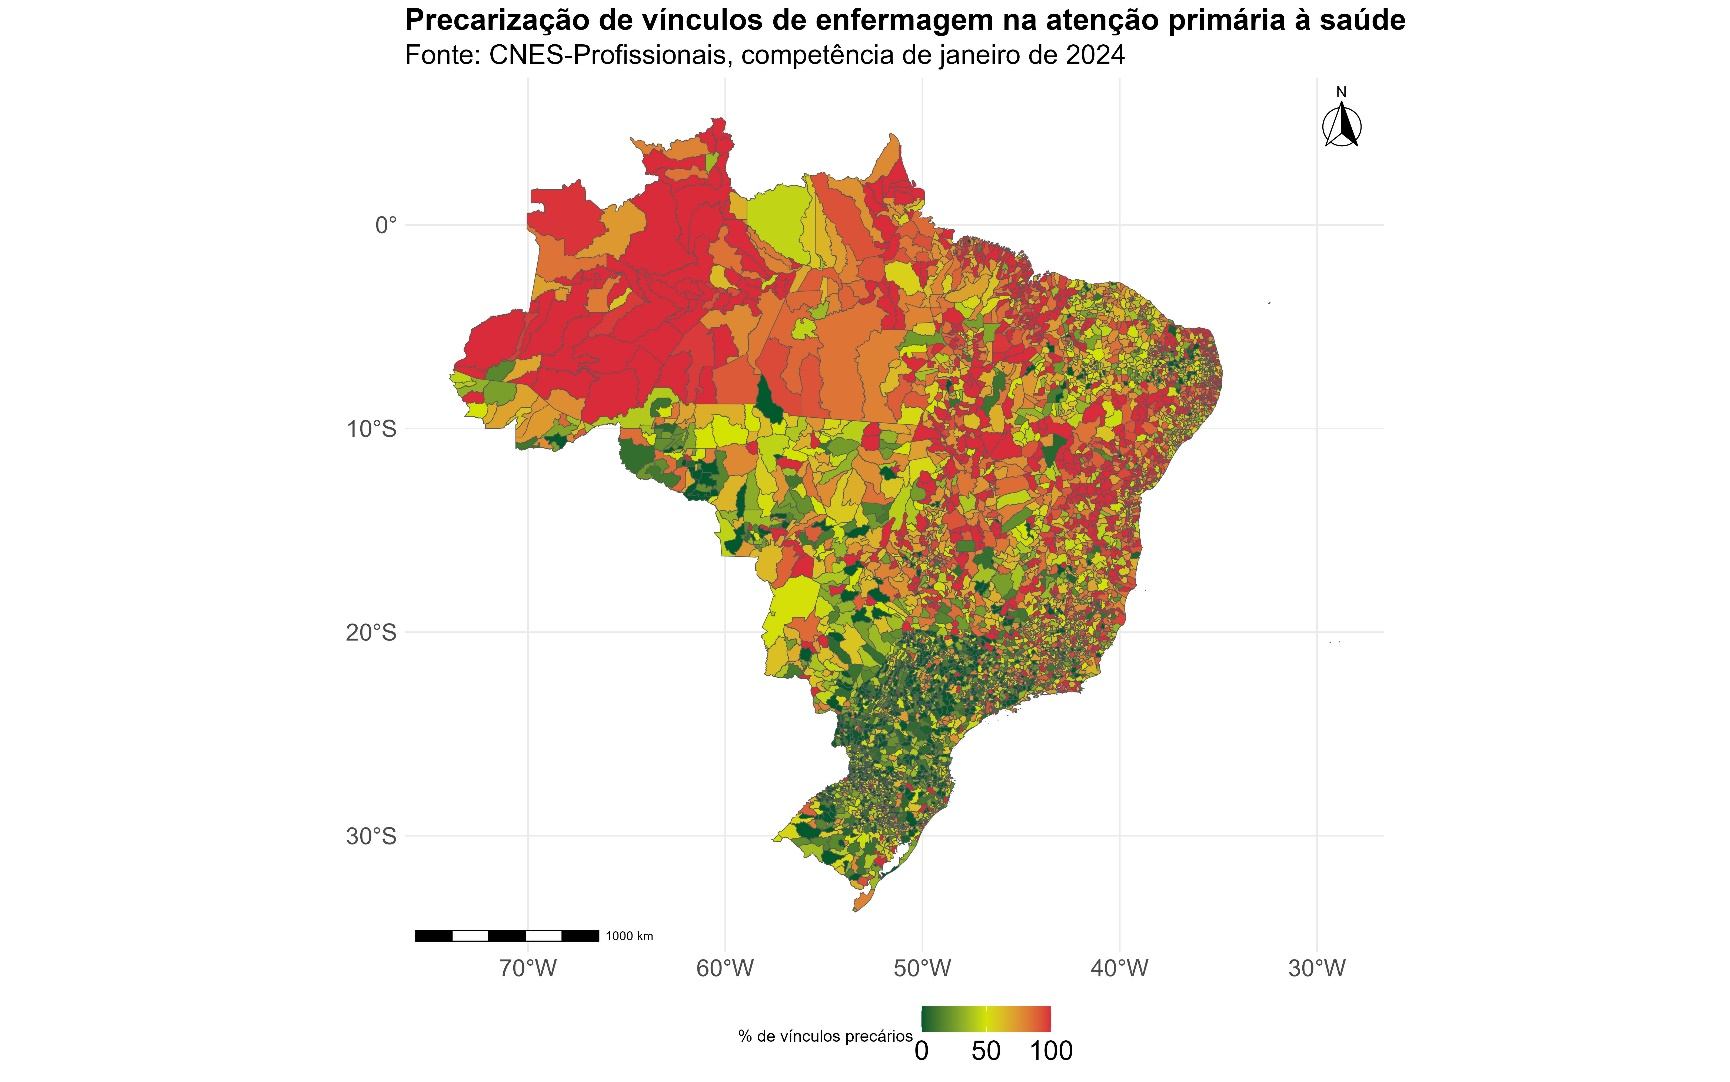 Precarização de vínculos de enfermagem na atenção primária à saúde
Fonte: CNES-Profissionais, competência de janeiro de 2024
N
0°
10°S
20°S
30°S
1000 km
70°W
60°W
50°W
40°W
30°W
% de vínculos precários
0
50
100